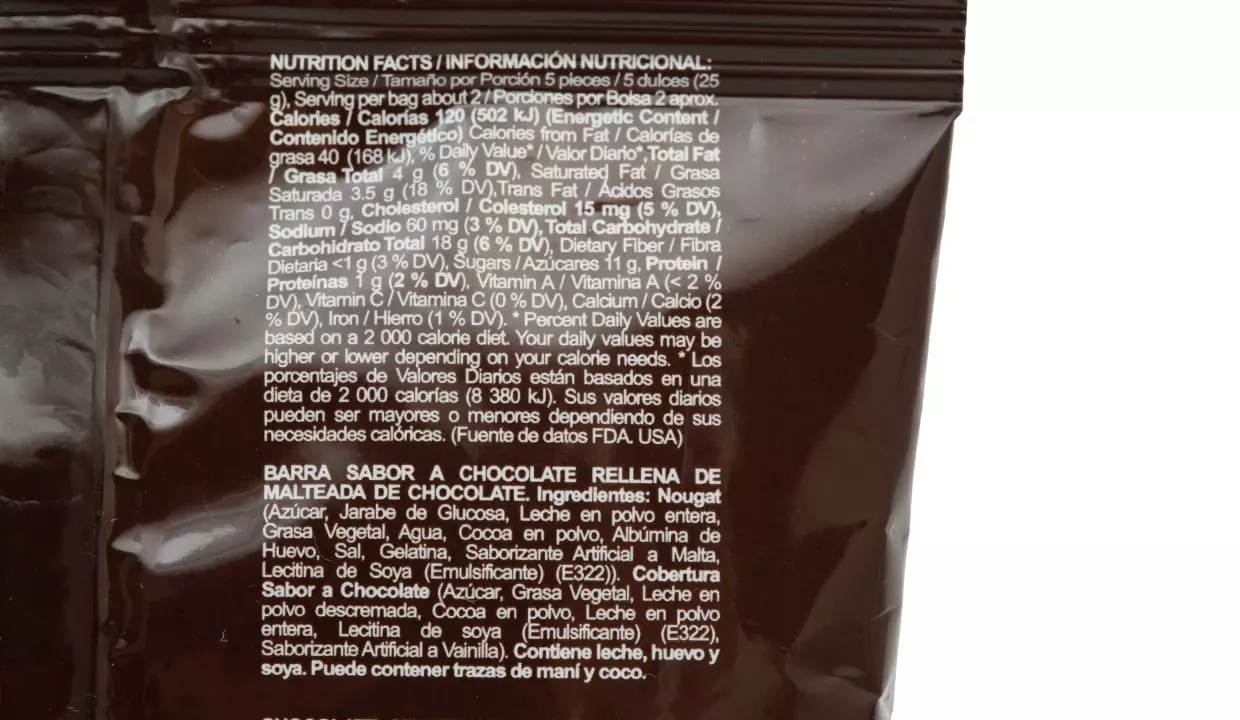 NUTRITION FACTS / INFORMACIÓN NUTRICIONAL:
Serving Size / Tamaño por Porción 5 pieces / 5 dulces (25
g), Serving per bag about 2 / Porciones por Bolsa 2 aprox.
Calories / Calorías 120 (502 kJ) (Energetic Content /
Contenido Energético) Calories from Fat / Calorías de
grasa 40 (168 kJ), % Daily Value* / Valor Diario*,Total Fat
/ Grasa Total 4 g (6 % DV), Saturated Fat / Grasa
Saturada 3.5 g (18 % DV),Trans Fat / Ácidos Grasos
Trans 0 g, Cholesterol / Colesterol 15 mg (5 % DV),
Sodium / Sodio 60 mg (3 % DV), Total Carbohydrate /
Carbohidrato Total 18 g (6 % DV), Dietary Fiber / Fibra
Dietaria <1 g (3 % DV), Sugars / Azúcares 11 g, Protein /
Proteínas 1 g (2 % DV), Vitamin A / Vitamina A (< 2 %
DV), Vitamin C / Vitamina C (0 % DV), Calcium / Calcio (2
% DV), Iron / Hierro (1 % DV). * Percent Daily Values are
based on a 2 000 calorie diet. Your daily values may be
higher or lower depending on your calorie needs. * Los
porcentajes de Valores Diarios están basados en una
dieta de 2 000 calorías (8 380 kJ). Sus valores diarios
pueden ser mayores o menores dependiendo de sus
necesidades calóricas. (Fuente de datos FDA. USA)
BARRA SABOR A CHOCOLATE RELLENA DE
MALTEADA DE CHOCOLATE. Ingredientes: Nougat
(Azúcar, Jarabe de Glucosa, Leche en polvo entera,
Grasa Vegetal, Agua, Cocoa en polvo, Albúmina de
Huevo, Sal, Gelatina, Saborizante Artificial a Malta,
Lecitina de Soya (Emulsificante) (E322)). Cobertura
Sabor a Chocolate (Azúcar, Grasa Vegetal, Leche en
polvo descremada, Cocoa en polvo, Leche en polvo
entera, Lecitina de soya (Emulsificante) (E322),
Saborizante Artificial a Vainilla). Contiene leche, huevo y
soya. Puede contener trazas de maní y coco.